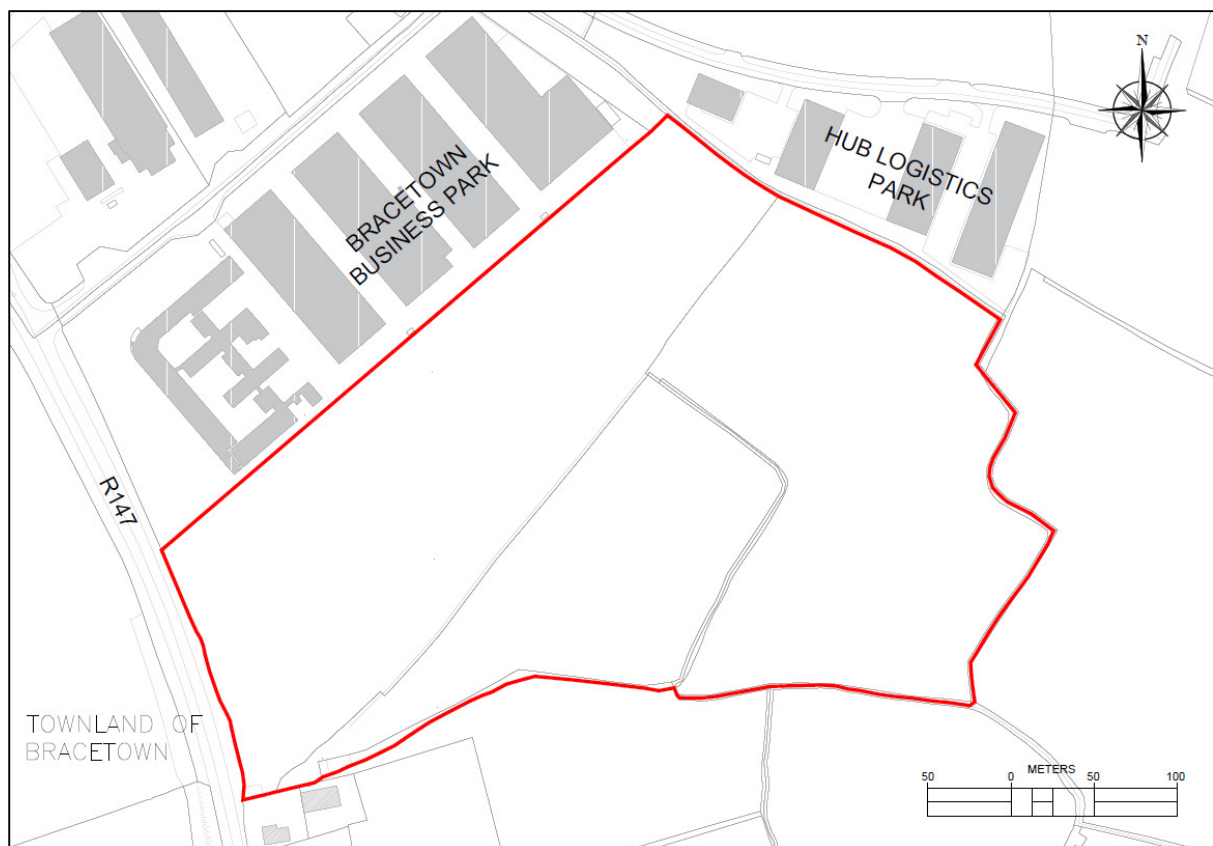 N
HUB LOGISTICS
PARK
BRACETOWN
BUSINESS PARK
R147
TOWNLAND OF
BRACETOWN
METERS
50 0 50 100